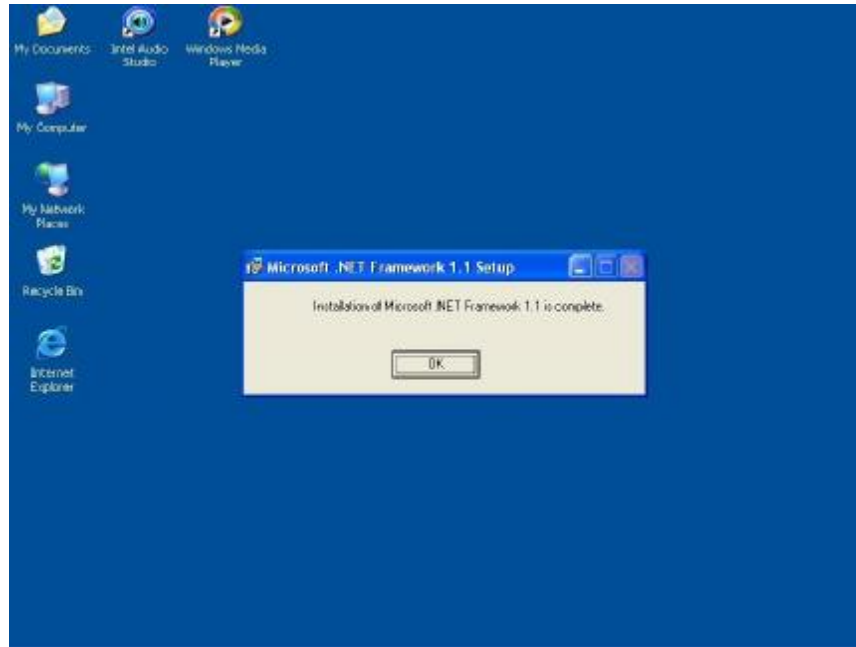 My Documents
Intel Audio
Studio
Windows Media
Player
My Computer
My Network
Places
Recycle Bin
Internet
Explorer
Microsoft .NET Framework 1.1 Setup
Installation of Microsoft .NET Framework 1.1 is complete.
OK